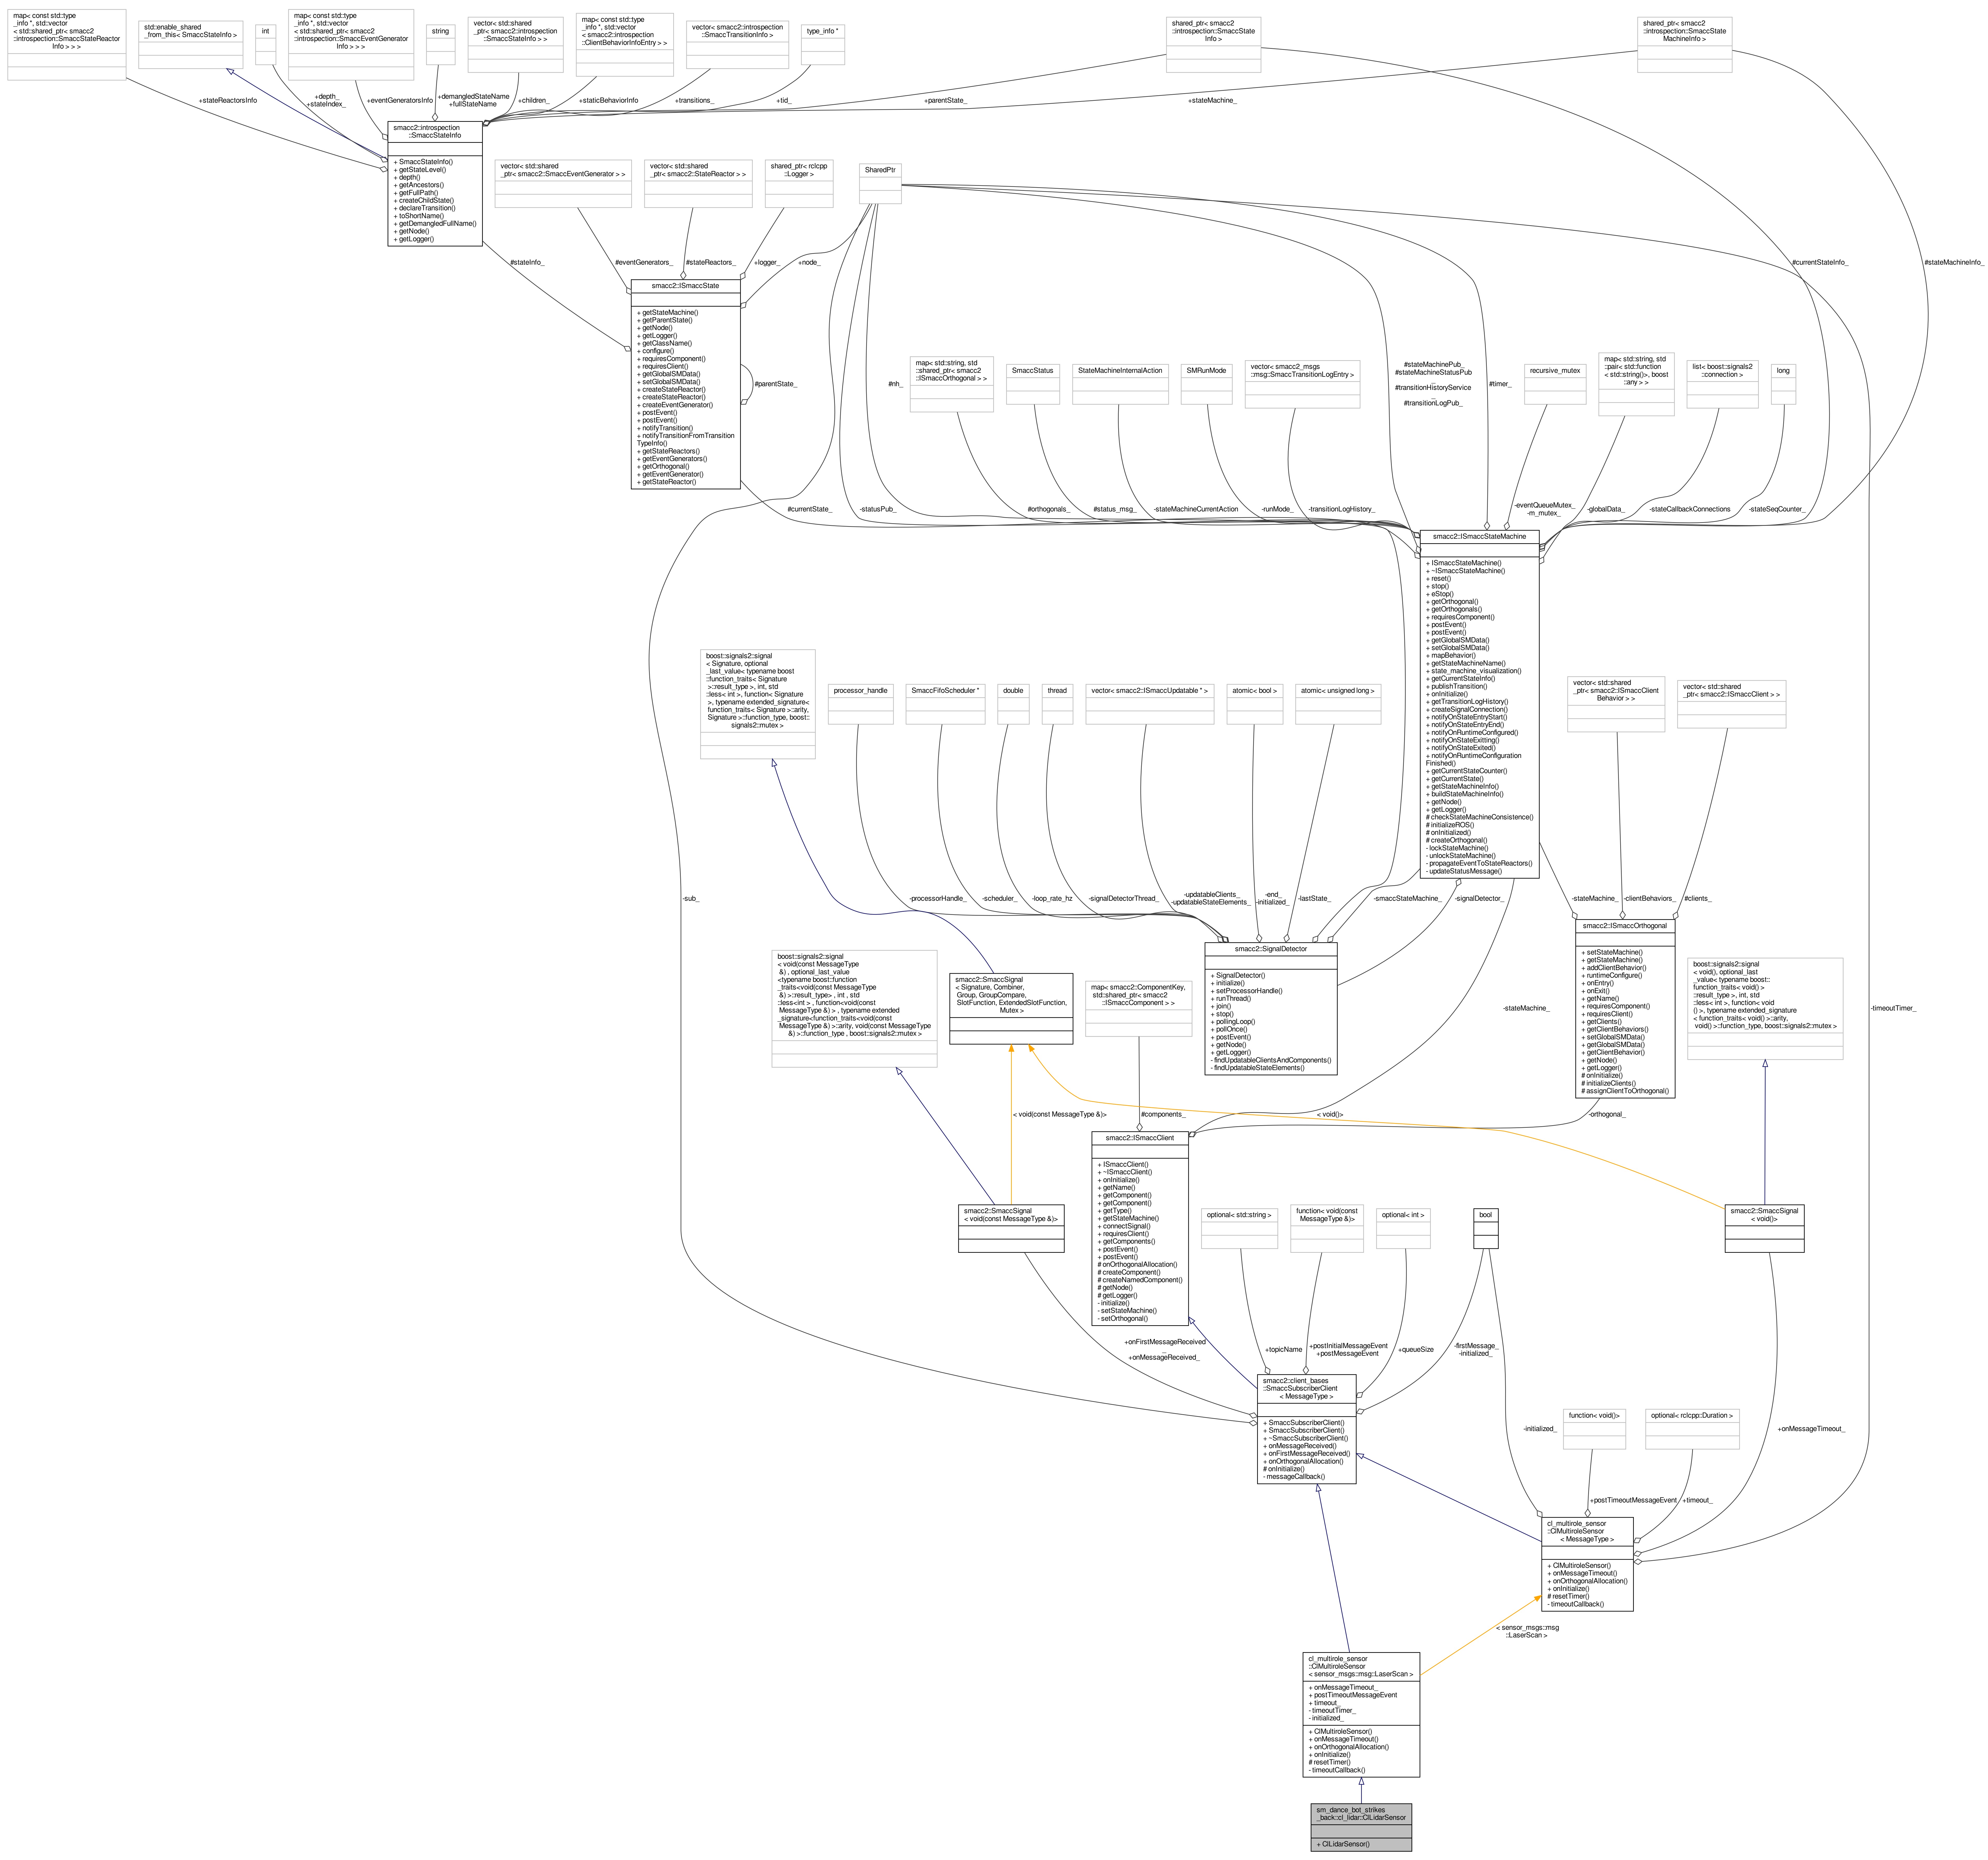 map< const std::type
_info *, std::vector
< std::shared_ptr< smacc2
::introspection::SmaccStateReactor
Info > > >
std::enable_shared
_from_this< SmaccStateInfo >
int
map< const std::type
_info *, std::vector
< std::shared_ptr< smacc2
::introspection::SmaccEventGenerator
Info > > >
string
vector< std::shared
_ptr< smacc2::introspection
::SmaccStateInfo > >
map< const std::type
_info *, std::vector
< smacc2::introspection
::ClientBehaviorInfoEntry > >
vector< smacc2::introspection
::SmaccTransitionInfo >
type_info *
shared_ptr< smacc2
::introspection::SmaccState
Info >
shared_ptr< smacc2
::introspection::SmaccState
MachineInfo >
+stateReactorsInfo
+depth_
+stateIndex_
+eventGeneratorsInfo
+demangledStateName
+fullStateName
+children_
+staticBehaviorInfo
+transitions_
+tid_
+parentState_
+stateMachine_
smacc2::introspection
::SmaccStateInfo
+ SmaccStateInfo()
+ getStateLevel()
+ depth()
+ getAncestors()
+ getFullPath()
+ createChildState()
+ declareTransition()
+ toShortName()
+ getDemangledFullName()
+ getNode()
+ getLogger()
vector< std::shared
_ptr< smacc2::SmaccEventGenerator > >
vector< std::shared
_ptr< smacc2::StateReactor > >
shared_ptr< rclcpp
::Logger >
SharedPtr
#stateInfo_
#eventGenerators_
#stateReactors_
+logger_
+node_
#currentStateInfo_
#stateMachineInfo_
smacc2::ISmaccState
+ getStateMachine()
+ getParentState()
+ getNode()
+ getLogger()
+ getClassName()
+ configure()
+ requiresComponent()
+ requiresClient()
+ getGlobalSMData()
+ setGlobalSMData()
+ createStateReactor()
+ createStateReactor()
+ createEventGenerator()
+ postEvent()
+ postEvent()
+ notifyTransition()
+ notifyTransitionFromTransition
TypeInfo()
+ getStateReactors()
+ getEventGenerators()
+ getOrthogonal()
+ getEventGenerator()
+ getStateReactor()
#parentState_
#nh_
map< std::string, std
::shared_ptr< smacc2
::ISmaccOrthogonal > >
SmaccStatus
StateMachineInternalAction
SMRunMode
vector< smacc2_msgs
::msg::SmaccTransitionLogEntry >
#stateMachinePub_
#stateMachineStatusPub
_
#transitionHistoryService
_
#transitionLogPub_
#timer_
recursive_mutex
map< std::string, std
::pair< std::function
< std::string()>, boost
::any > >
list< boost::signals2
::connection >
long
#currentState_
-statusPub_
#orthogonals_
#status_msg_
-stateMachineCurrentAction
-runMode_
-transitionLogHistory_
-eventQueueMutex_
-m_mutex_
-globalData_
-stateCallbackConnections
-stateSeqCounter_
smacc2::ISmaccStateMachine
+ ISmaccStateMachine()
+ ~ISmaccStateMachine()
+ reset()
+ stop()
+ eStop()
+ getOrthogonal()
+ getOrthogonals()
+ requiresComponent()
+ postEvent()
+ postEvent()
+ getGlobalSMData()
+ setGlobalSMData()
+ mapBehavior()
+ getStateMachineName()
+ state_machine_visualization()
+ getCurrentStateInfo()
+ publishTransition()
+ onInitialize()
+ getTransitionLogHistory()
+ createSignalConnection()
+ notifyOnStateEntryStart()
+ notifyOnStateEntryEnd()
+ notifyOnRuntimeConfigured()
+ notifyOnStateExitting()
+ notifyOnStateExited()
+ notifyOnRuntimeConfiguration
Finished()
+ getCurrentStateCounter()
+ getCurrentState()
+ getStateMachineInfo()
+ buildStateMachineInfo()
+ getNode()
+ getLogger()
# checkStateMachineConsistence()
# initializeROS()
# onInitialized()
# createOrthogonal()
- lockStateMachine()
- unlockStateMachine()
- propagateEventToStateReactors()
- updateStatusMessage()
boost::signals2::signal
< Signature, optional
_last_value< typename boost
::function_traits< Signature
>::result_type >, int, std
::less< int >, function< Signature
>, typename extended_signature<
function_traits< Signature >::arity,
Signature >::function_type, boost::
signals2::mutex >
processor_handle
SmaccFifoScheduler *
double
thread
vector< smacc2::ISmaccUpdatable * >
atomic< bool >
atomic< unsigned long >
vector< std::shared
_ptr< smacc2::ISmaccClient
Behavior > >
vector< std::shared
_ptr< smacc2::ISmaccClient > >
-sub_
-processorHandle_
-scheduler_
-loop_rate_hz
-signalDetectorThread_
-updatableClients_
-updatableStateElements_
-end_
-initialized_
-lastState_
-smaccStateMachine_
-signalDetector_
-stateMachine_
-clientBehaviors_
#clients_
smacc2::SignalDetector
+ SignalDetector()
+ initialize()
+ setProcessorHandle()
+ runThread()
+ join()
+ stop()
+ pollingLoop()
+ pollOnce()
+ postEvent()
+ getNode()
+ getLogger()
- findUpdatableClientsAndComponents()
- findUpdatableStateElements()
smacc2::ISmaccOrthogonal
+ setStateMachine()
+ getStateMachine()
+ addClientBehavior()
+ runtimeConfigure()
+ onEntry()
+ onExit()
+ getName()
+ requiresComponent()
+ requiresClient()
+ getClients()
+ getClientBehaviors()
+ setGlobalSMData()
+ getGlobalSMData()
+ getClientBehavior()
+ getNode()
+ getLogger()
# onInitialize()
# initializeClients()
# assignClientToOrthogonal()
boost::signals2::signal
< void(const MessageType
&) , optional_last_value
<typename boost::function
_traits<void(const MessageType
&) >::result_type> , int , std
::less<int > , function<void(const
MessageType &) > , typename extended
_signature<function_traits<void(const
MessageType &) >::arity, void(const MessageType
&) >::function_type , boost::signals2::mutex >
smacc2::SmaccSignal
< Signature, Combiner,
Group, GroupCompare,
SlotFunction, ExtendedSlotFunction,
Mutex >
map< smacc2::ComponentKey,
std::shared_ptr< smacc2
::ISmaccComponent > >
boost::signals2::signal
< void(), optional_last
_value< typename boost::
function_traits< void() >
::result_type >, int, std
::less< int >, function< void
() >, typename extended_signature
< function_traits< void() >::arity,
void() >::function_type, boost::signals2::mutex >
-stateMachine_
-timeoutTimer_
< void(const MessageType &)>
#components_
< void()>
-orthogonal_
smacc2::ISmaccClient
+ ISmaccClient()
+ ~ISmaccClient()
+ onInitialize()
+ getName()
+ getComponent()
+ getComponent()
+ getType()
+ getStateMachine()
+ connectSignal()
+ requiresClient()
+ getComponents()
+ postEvent()
+ postEvent()
# onOrthogonalAllocation()
# createComponent()
# createNamedComponent()
# getNode()
# getLogger()
- initialize()
- setStateMachine()
- setOrthogonal()
smacc2::SmaccSignal
< void(const MessageType &)>
optional< std::string >
function< void(const
MessageType &)>
optional< int >
bool
smacc2::SmaccSignal
< void()>
+onFirstMessageReceived
_
+onMessageReceived_
+topicName
+postInitialMessageEvent
+postMessageEvent
+queueSize
-firstMessage_
-initialized_
smacc2::client_bases
::SmaccSubscriberClient
< MessageType >
+ SmaccSubscriberClient()
+ SmaccSubscriberClient()
+ ~SmaccSubscriberClient()
+ onMessageReceived()
+ onFirstMessageReceived()
+ onOrthogonalAllocation()
# onInitialize()
- messageCallback()
function< void()>
optional< rclcpp::Duration >
-initialized_
+onMessageTimeout_
+postTimeoutMessageEvent
+timeout_
cl_multirole_sensor
::ClMultiroleSensor
< MessageType >
+ ClMultiroleSensor()
+ onMessageTimeout()
+ onOrthogonalAllocation()
+ onInitialize()
# resetTimer()
- timeoutCallback()
< sensor_msgs::msg
::LaserScan >
cl_multirole_sensor
::ClMultiroleSensor
< sensor_msgs::msg::LaserScan >
+ onMessageTimeout_
+ postTimeoutMessageEvent
+ timeout_
- timeoutTimer_
- initialized_
+ ClMultiroleSensor()
+ onMessageTimeout()
+ onOrthogonalAllocation()
+ onInitialize()
# resetTimer()
- timeoutCallback()
sm_dance_bot_strikes
_back::cl_lidar::ClLidarSensor
+ ClLidarSensor()